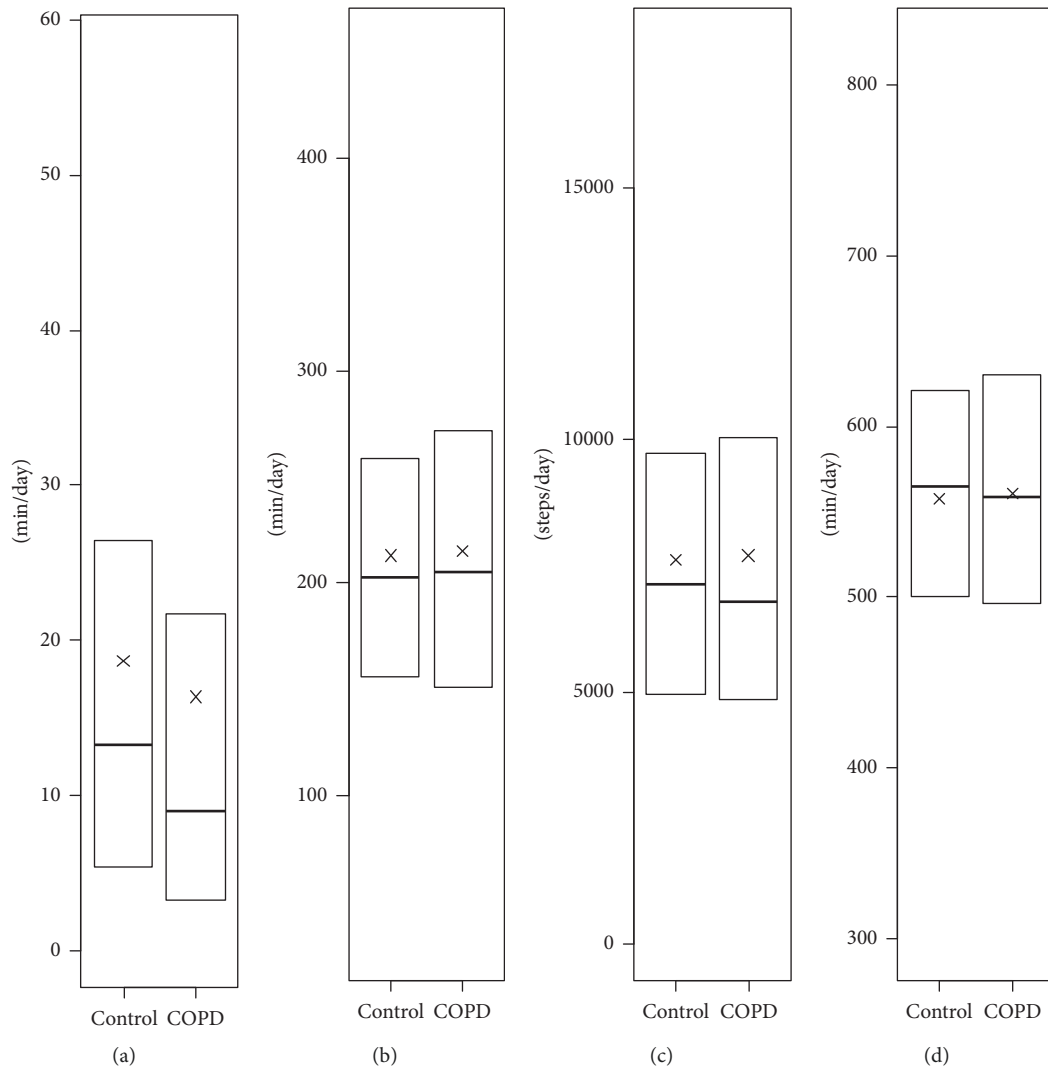 60
50
40
30
20
10
0
(min/day)
Control COPD
(a)
400
300
200
100
(min/day)
Control COPD
(b)
15000
10000
5000
0
(steps/day)
Control COPD
(c)
800
700
600
500
400
300
(min/day)
Control COPD
(d)